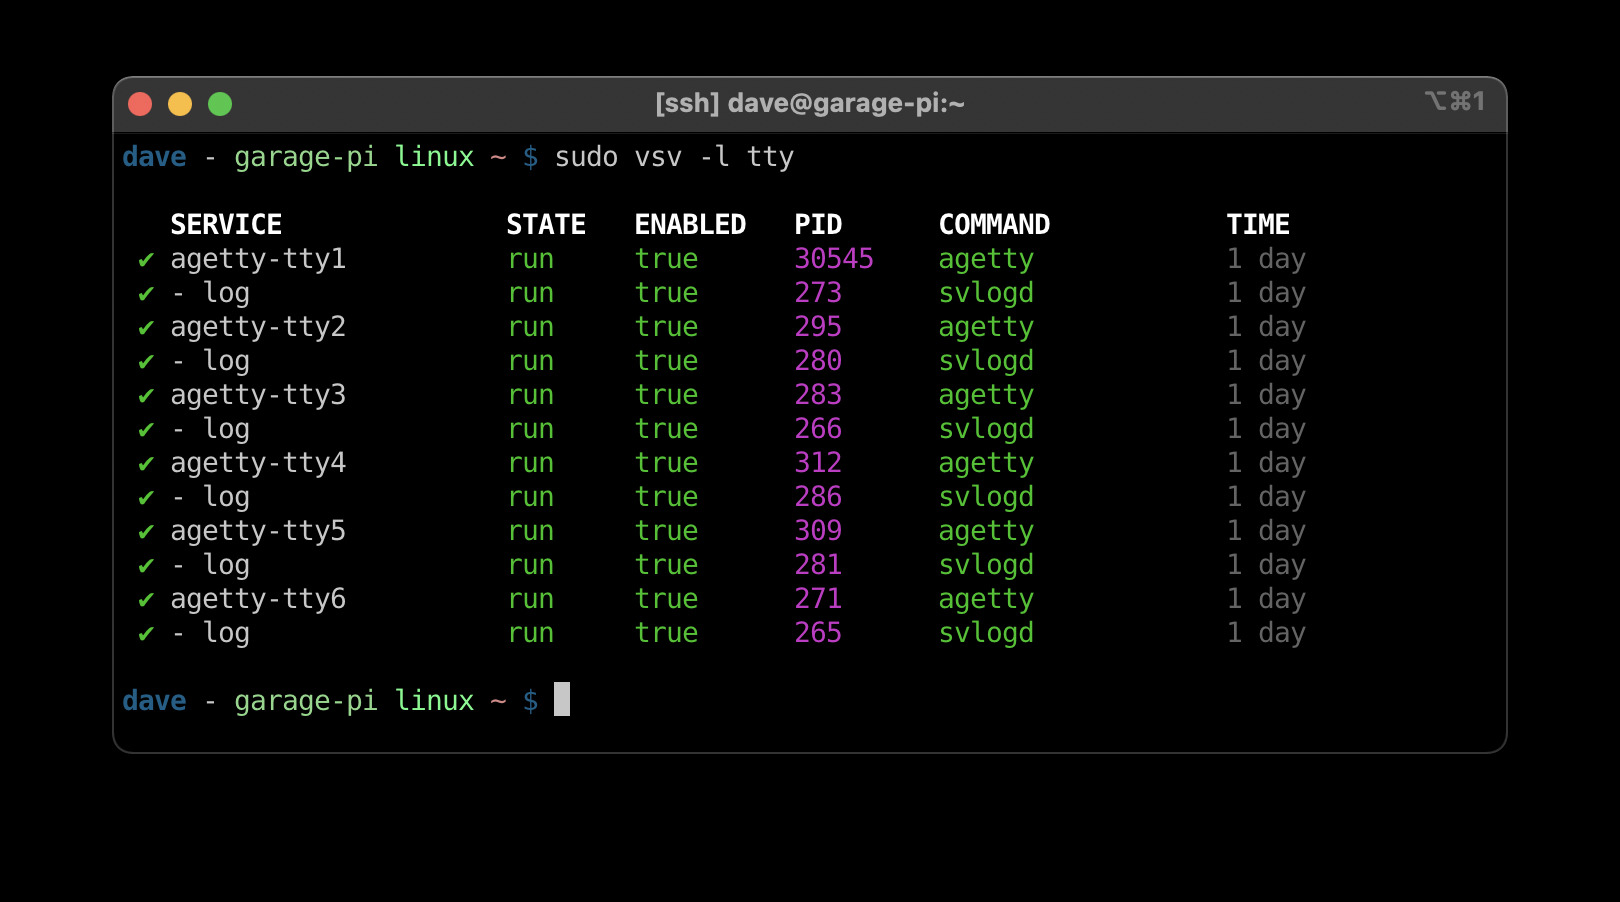 [ssh] dave@garage-pi:~ ⌥⌘1
dave - garage-pi linux ~ $ sudo vsv -l tty
SERVICE STATE ENABLED PID COMMAND TIME
✔ agetty-tty1 run true 30545 agetty 1 day
✔ - log run true 273 svlogd 1 day
✔ agetty-tty2 run true 295 agetty 1 day
✔ - log run true 280 svlogd 1 day
✔ agetty-tty3 run true 283 agetty 1 day
✔ - log run true 266 svlogd 1 day
✔ agetty-tty4 run true 312 agetty 1 day
✔ - log run true 286 svlogd 1 day
✔ agetty-tty5 run true 309 agetty 1 day
✔ - log run true 281 svlogd 1 day
✔ agetty-tty6 run true 271 agetty 1 day
✔ - log run true 265 svlogd 1 day
dave - garage-pi linux ~ $